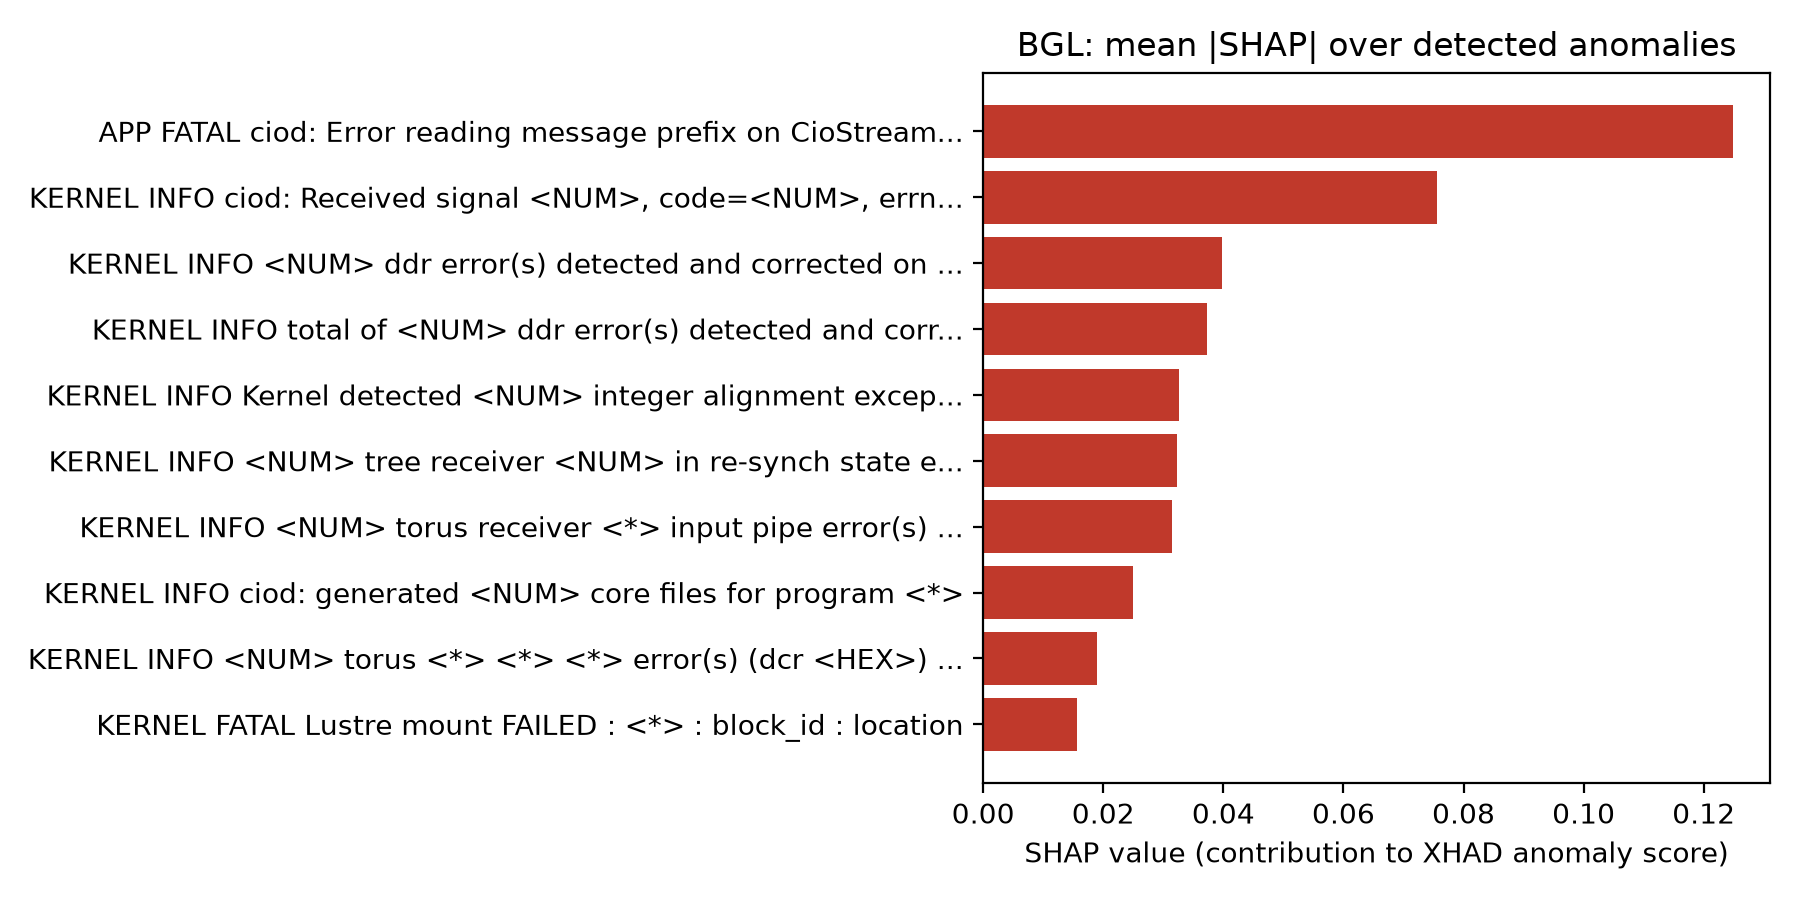 BGL: mean |SHAP| over detected anomalies
APP FATAL ciod: Error reading message prefix on CioStream...
KERNEL INFO ciod: Received signal <NUM>, code=<NUM>, errn...
KERNEL INFO <NUM> ddr error(s) detected and corrected on ...
KERNEL INFO total of <NUM> ddr error(s) detected and corr...
KERNEL INFO Kernel detected <NUM> integer alignment excep...
KERNEL INFO <NUM> tree receiver <NUM> in re-synch state e...
KERNEL INFO <NUM> torus receiver <*> input pipe error(s) ...
KERNEL INFO ciod: generated <NUM> core files for program <*>
KERNEL INFO <NUM> torus <*> <*> <*> error(s) (dcr <HEX>) ...
KERNEL FATAL Lustre mount FAILED : <*> : block_id : location
0.00 0.02 0.04 0.06 0.08 0.10 0.12
SHAP value (contribution to XHAD anomaly score)